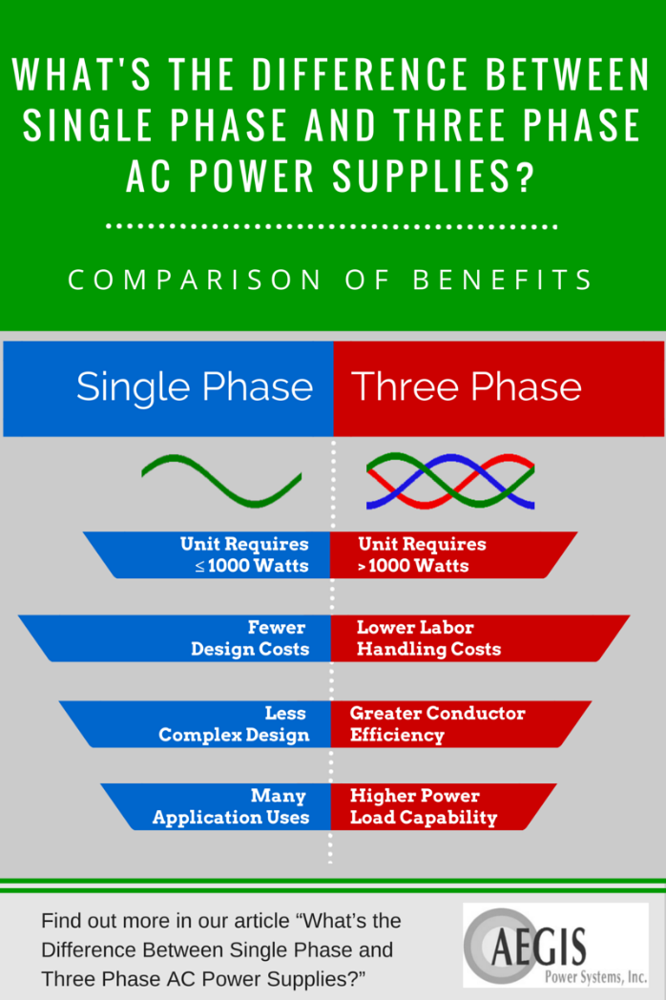 WHAT'S THE DIFFERENCE BETWEEN
SINGLE PHASE AND THREE PHASE
AC POWER SUPPLIES?
COMPARISON OF BENEFITS
Single Phase
Three Phase
Unit Requires
≤ 1000 Watts
Unit Requires
> 1000 Watts
Fewer
Design Costs
Lower Labor
Handling Costs
Less
Complex Design
Greater Conductor
Efficiency
Many
Application Uses
Higher Power
Load Capability
Find out more in our article “What’s the
Difference Between Single Phase and
Three Phase AC Power Supplies?”
AEGIS
Power Systems, Inc.